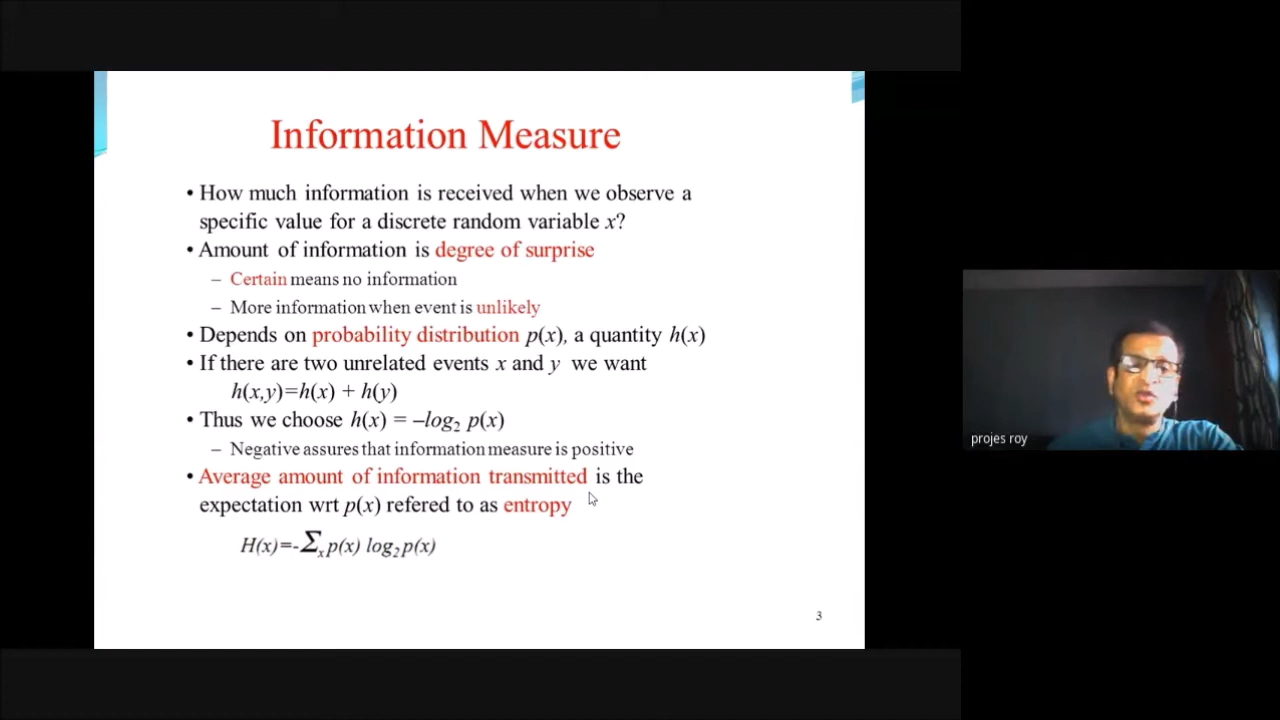 Information Measure
• How much information is received when we observe a
specific value for a discrete random variable x?
• Amount of information is degree of surprise
– Certain means no information
– More information when event is unlikely
• Depends on probability distribution p(x), a quantity h(x)
• If there are two unrelated events x and y we want
h(x,y)=h(x) + h(y)
• Thus we choose h(x) = –log₂ p(x)
– Negative assures that information measure is positive
• Average amount of information transmitted is the
expectation wrt p(x) refered to as entropy
H(x)=-Σₓ p(x) log₂p(x)
3
projes roy